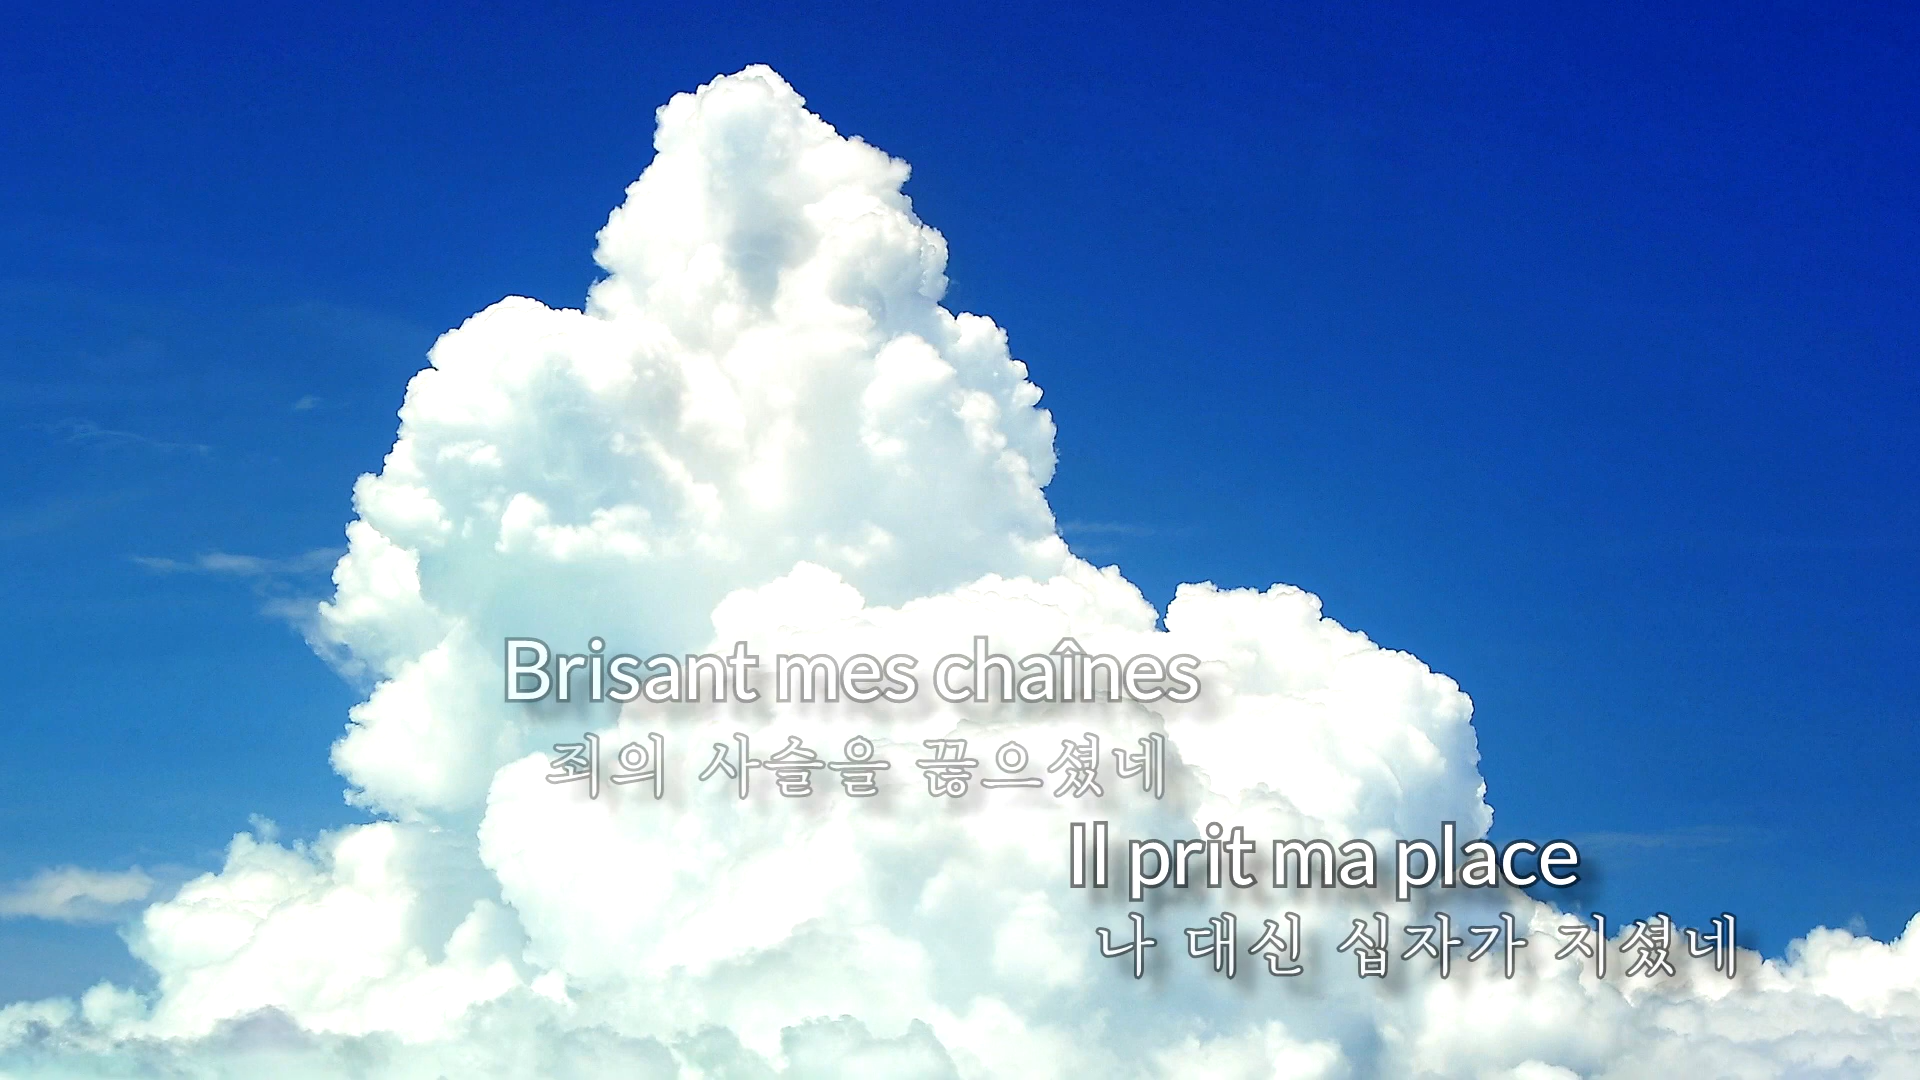 Brisant mes chaînes
죄의 사슬을 끊으셨네
Il prit ma place
나 대신 십자가 지셨네